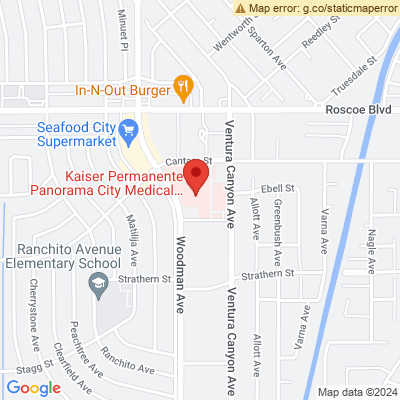 Map error: g.co/staticmaperror
Minuet Pl
Wentworth St
Sparton Ave
Reedley St
Truesdale St
In-N-Out Burger
Roscoe Blvd
Seafood City
Supermarket
Ventura Canyon Ave
Cantara St
Kaiser Permanente
Panorama City Medical...
Ebell St
Allott Ave
Greenbush Ave
Varna Ave
Nagle Ave
Matilija Ave
Woodman Ave
Ranchito Avenue
Elementary School
Strathern St
Strathern St
Cherrystone Ave
Peachtree Ave
Clearfield Ave
Ranchito Ave
Stagg St
Ventura Canyon Ave
Allott Ave
Varna Ave
Google
Map data ©2024